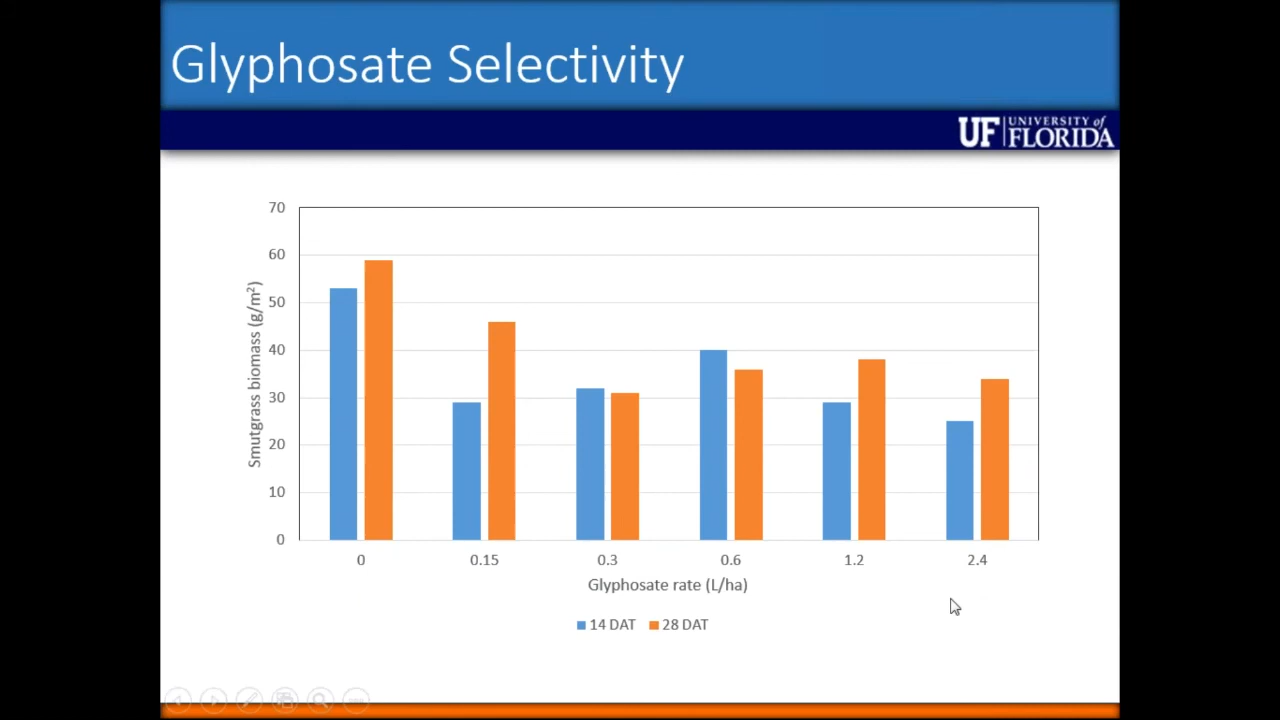 Glyphosate Selectivity
UF UNIVERSITY of
FLORIDA
70
60
50
40
30
20
10
0
Smutgrass biomass (g/m²)
0 0.15 0.3 0.6 1.2 2.4
Glyphosate rate (L/ha)
14 DAT 28 DAT